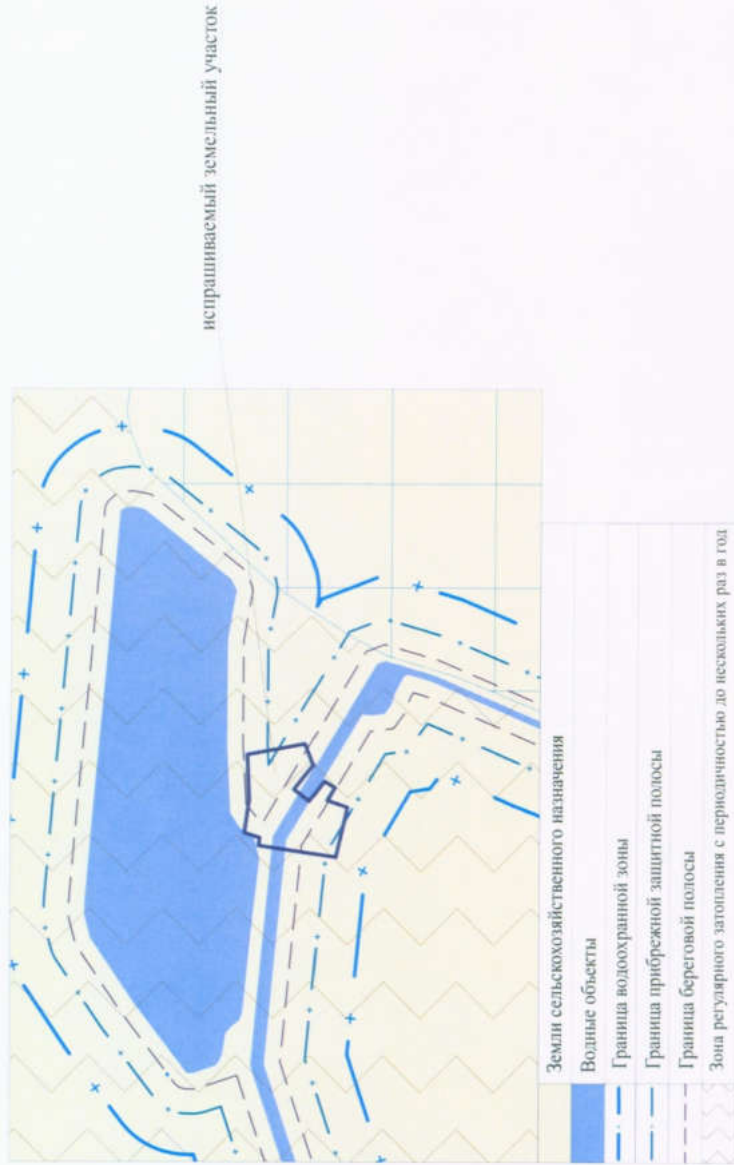 испрашиваемый земельный участок
Земли сельскохозяйственного назначения
Водные объекты
Граница водоохранной зоны
Граница прибрежной защитной полосы
Граница береговой полосы
Зона регулярного затопления с периодичностью до нескольких раз в год